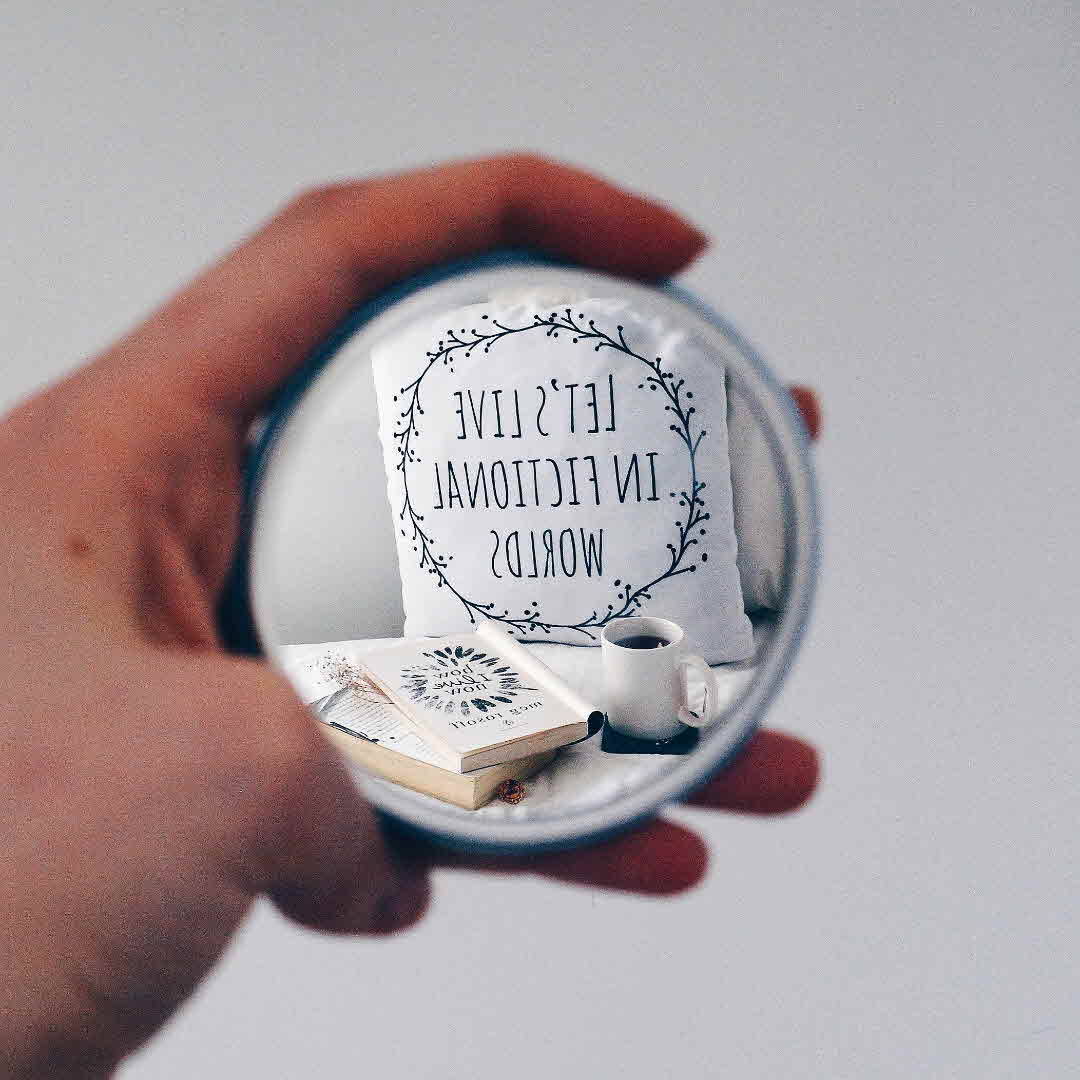 LET'S LIVE
IN FICTIONAL
WORLDS
how
I live
now
meg rosoff